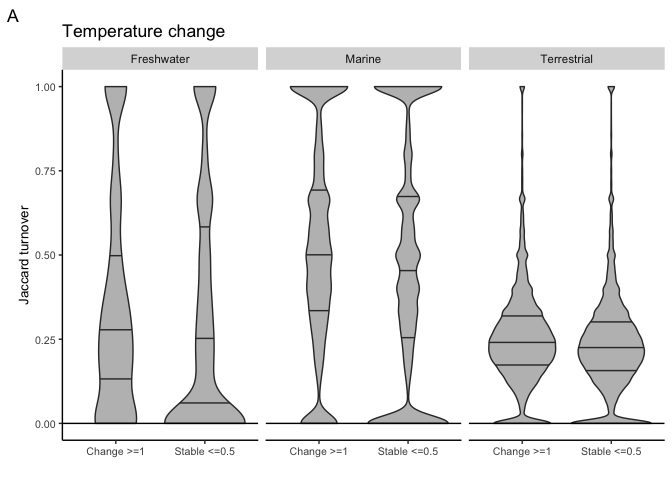 A
Temperature change
Freshwater Marine Terrestrial
Jaccard turnover
1.00
0.75
0.50
0.25
0.00
Change >=1 Stable <=0.5 Change >=1 Stable <=0.5 Change >=1 Stable <=0.5